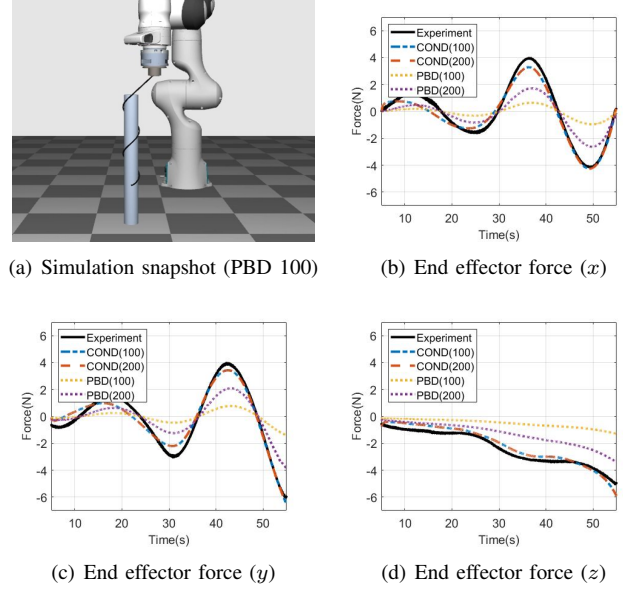 6
4
2
0
-2
-4
-6
Force(N)
Experiment
COND(100)
COND(200)
PBD(100)
PBD(200)
10 20 30 40 50
Time(s)
(a) Simulation snapshot (PBD 100)
(b) End effector force (x)
6
4
2
0
-2
-4
-6
Force(N)
Experiment
COND(100)
COND(200)
PBD(100)
PBD(200)
10 20 30 40 50
Time(s)
6
4
2
0
-2
-4
-6
Force(N)
Experiment
COND(100)
COND(200)
PBD(100)
PBD(200)
10 20 30 40 50
Time(s)
(c) End effector force (y)
(d) End effector force (z)